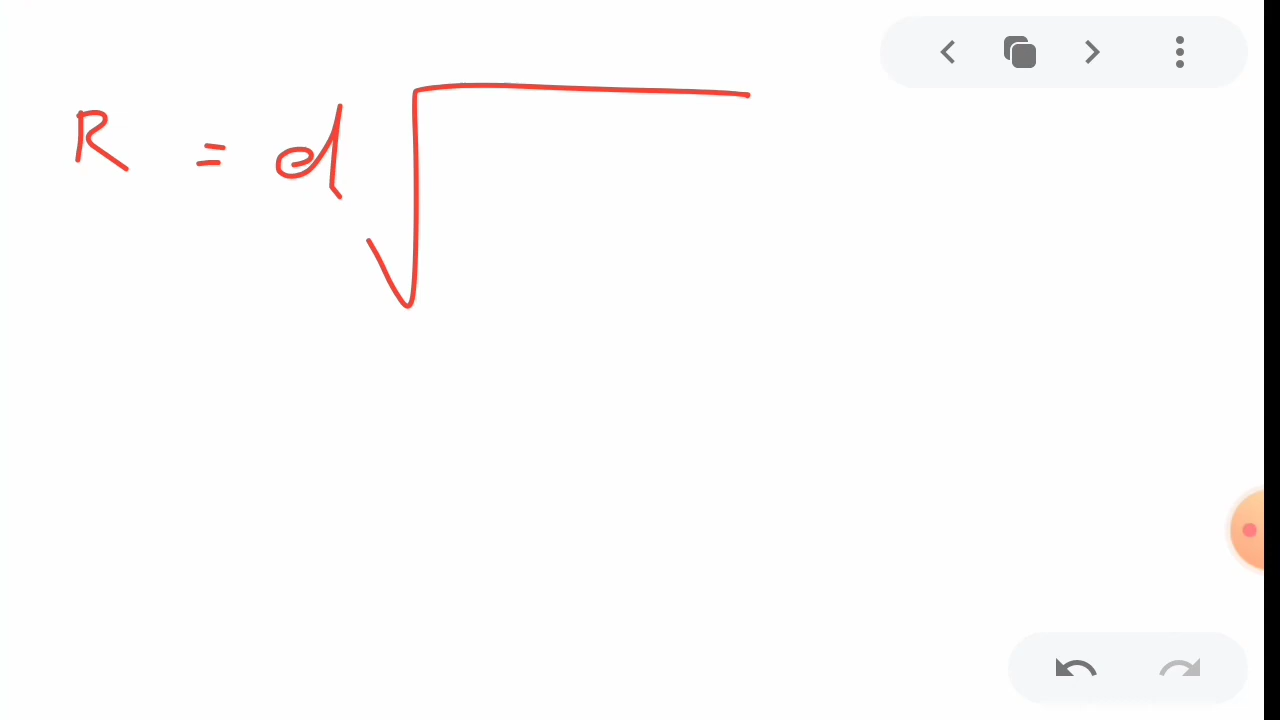 R = d √